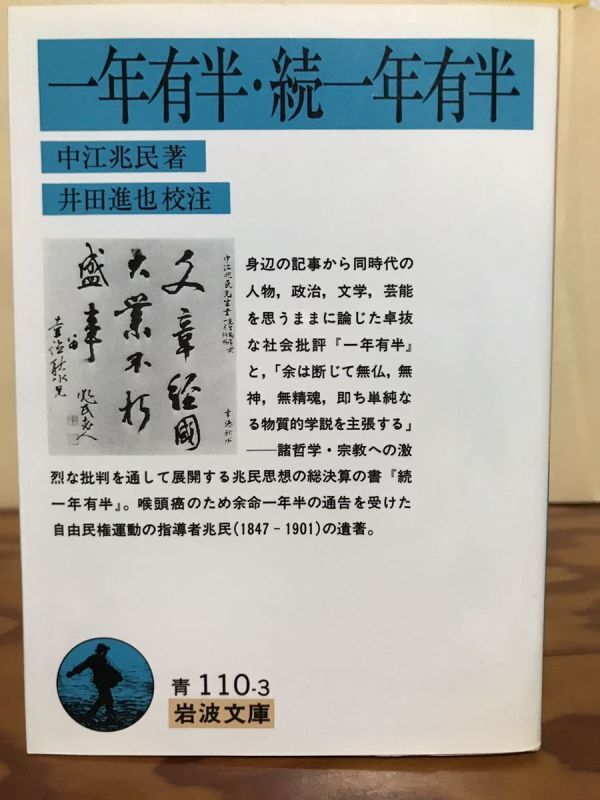 一年有半・続一年有半
中江兆民著
井田進也校注
文章經國
大業不朽
盛事
身辺の記事から同時代の
人物，政治，文学，芸能
を思うままに論じた卓抜
な社会批評『一年有半』
と，「余は断じて無仏，無
神，無精魂，即ち単純な
る物質的学説を主張する」
——諸哲学・宗教への激
烈な批判を通して展開する兆民思想の総決算の書『続
一年有半』。喉頭癌のため余命一年半の通告を受けた
自由民権運動の指導者兆民(1847－1901)の遺著。
青 110-3
岩波文庫